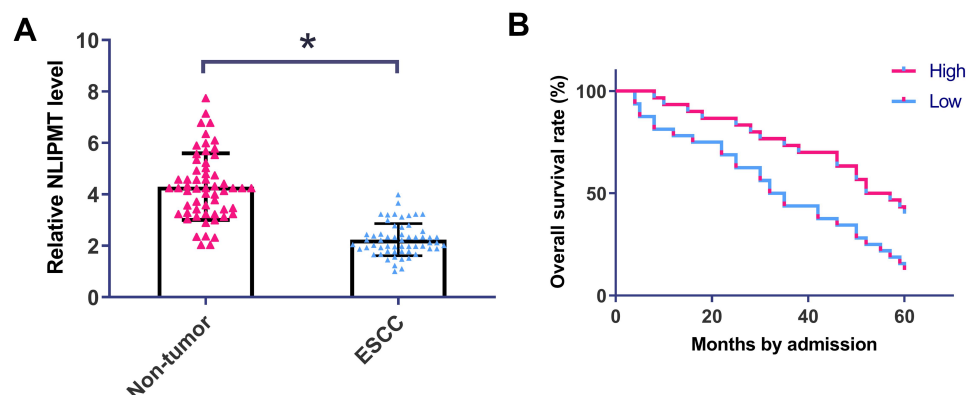 A
Relative NLIPMT level
10
8
6
4
2
0
*
Non-tumor
ESCC
B
Overall survival rate (%)
100
50
0
0
20
40
60
Months by admission
High
Low